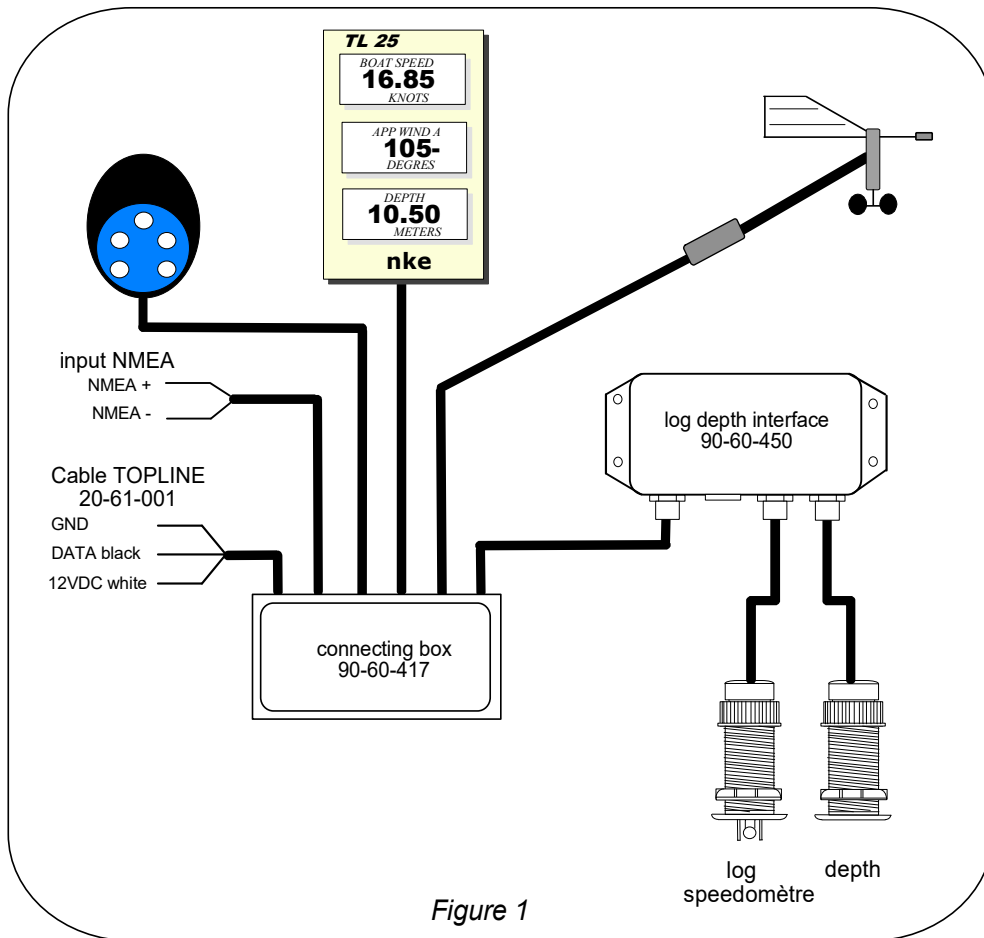 TL 25
BOAT SPEED
16.85
KNOTS
APP WIND A
105-
DEGRES
DEPTH
10.50
METERS
nke
input NMEA
NMEA +
NMEA -
Cable TOPLINE
20-61-001
GND
DATA black
12VDC white
log depth interface
90-60-450
connecting box
90-60-417
log
speedomètre
depth
Figure 1